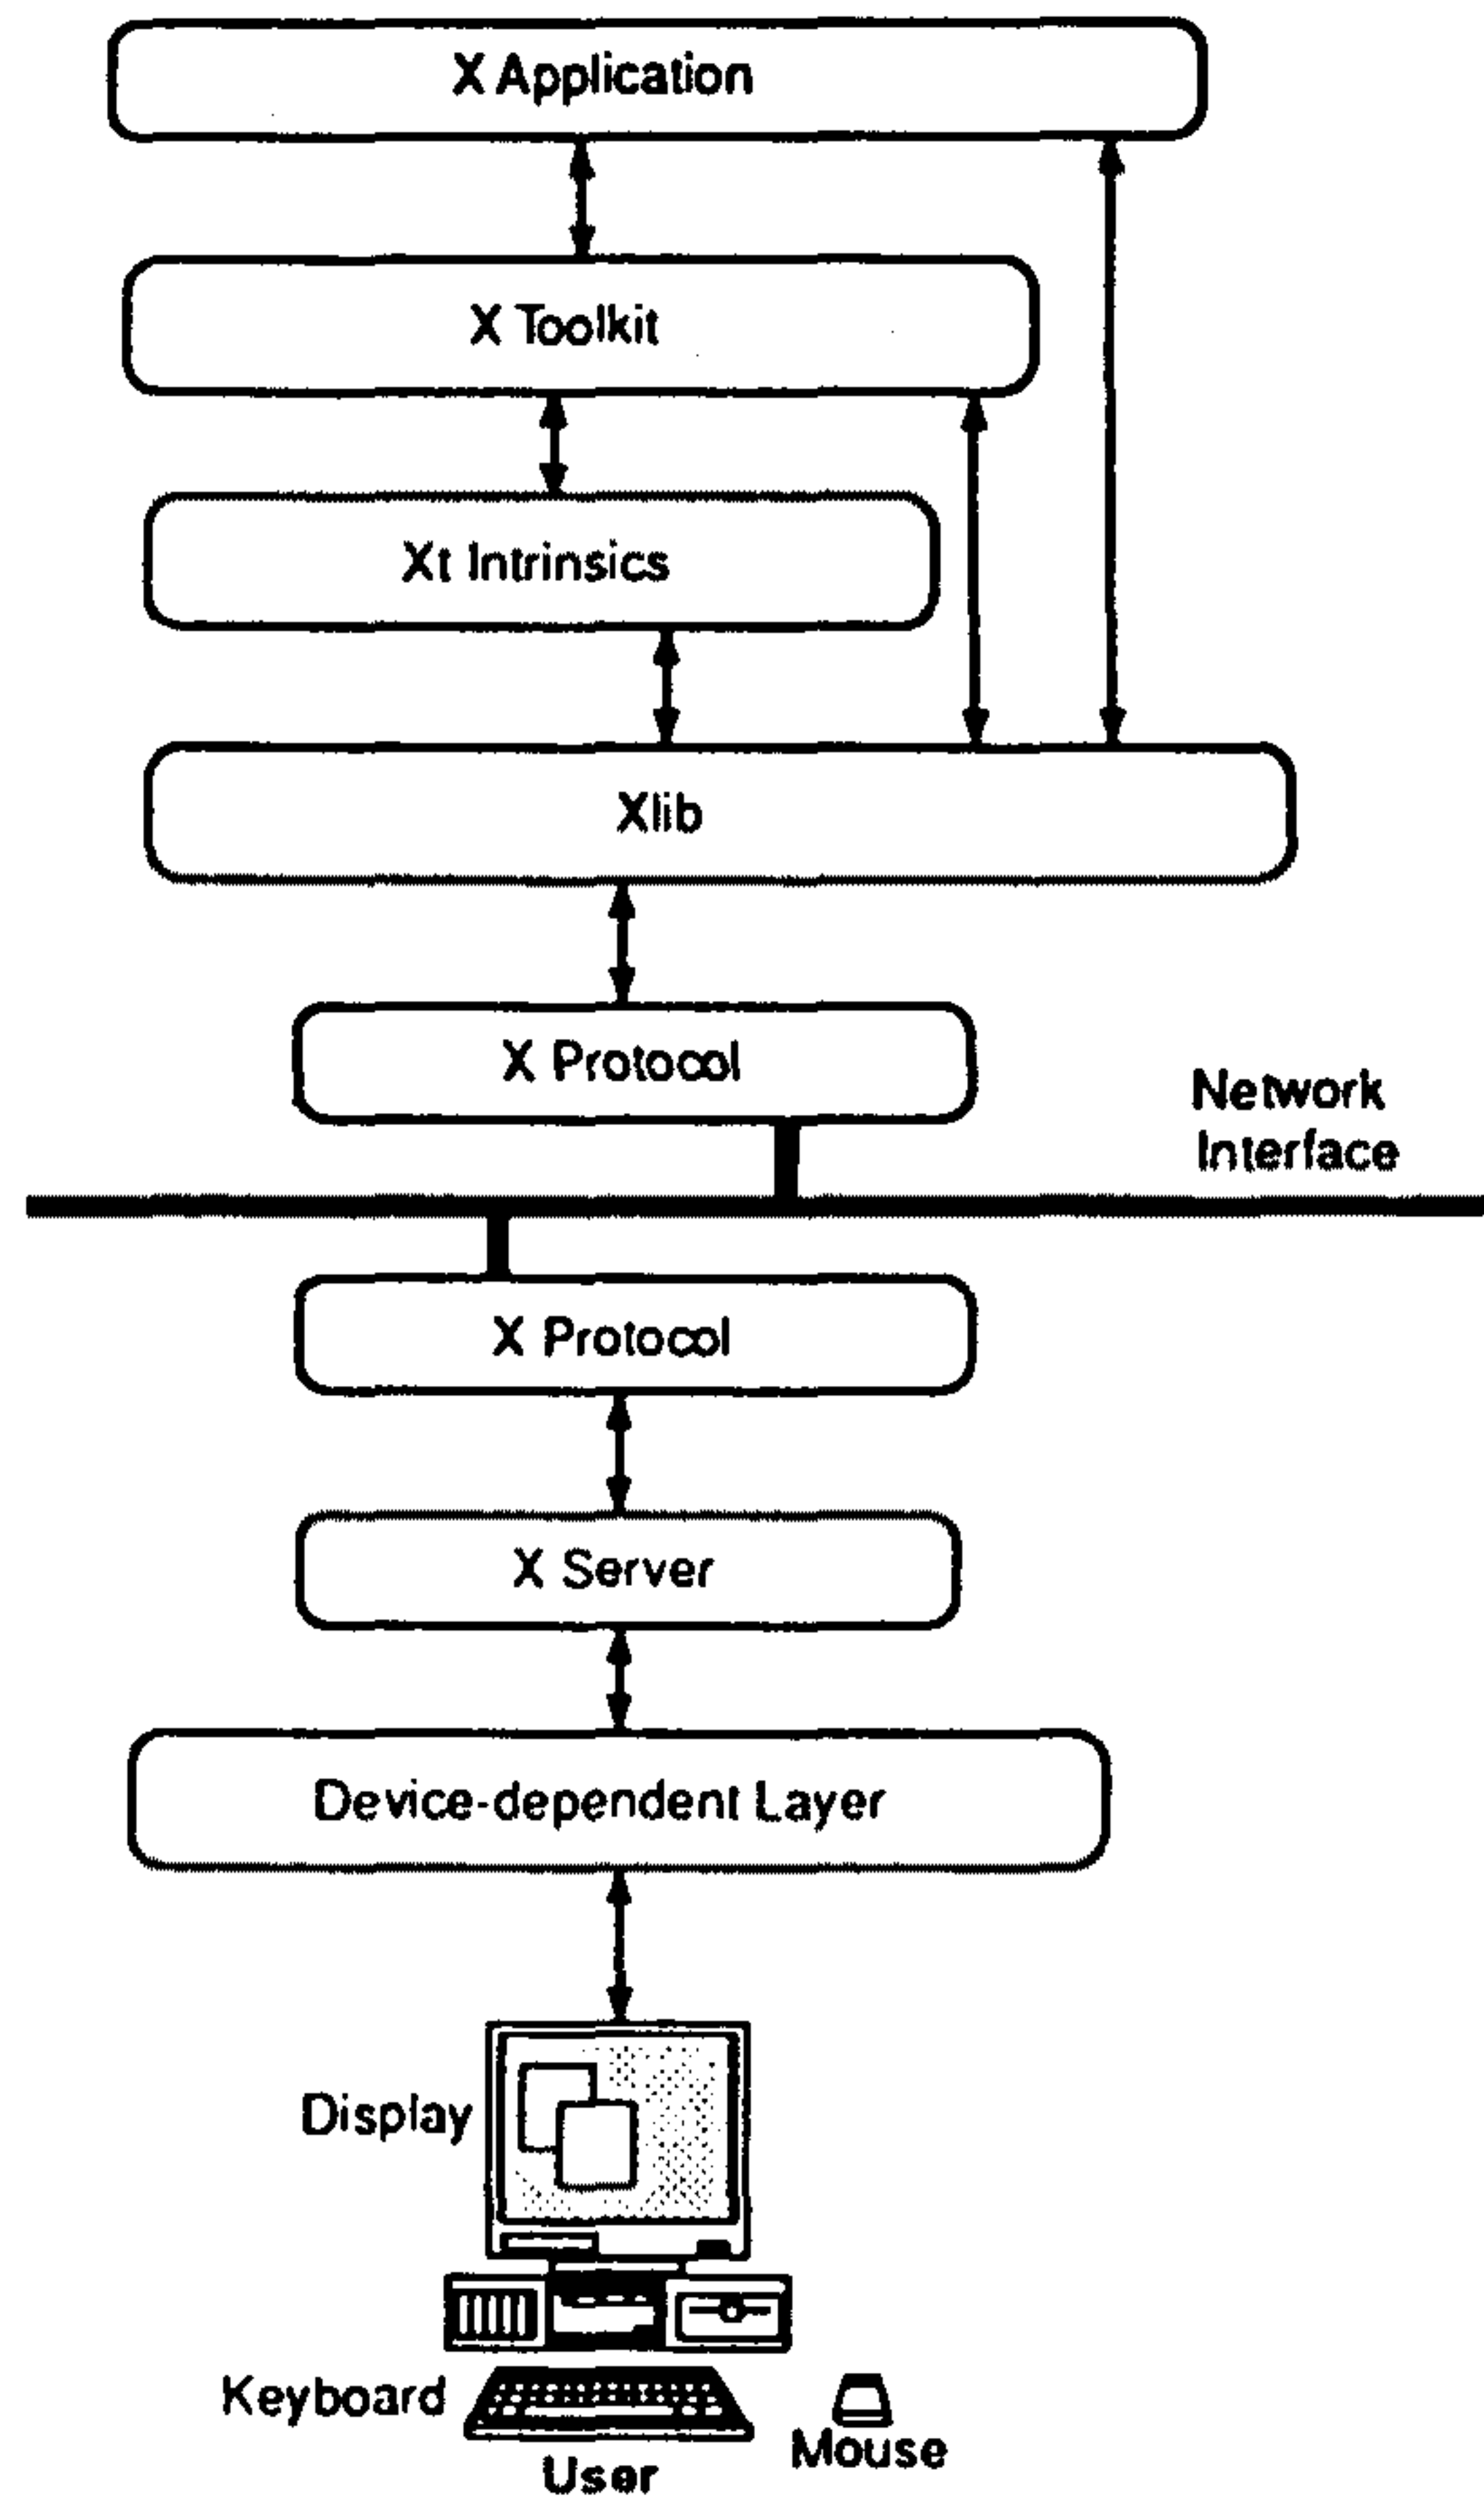 X Application
X Toolkit
Xt Intrinsics
Xlib
X Protocol
Network
Interface
X Protocol
X Server
Device-dependent Layer
Display
Keyboard
Mouse
User